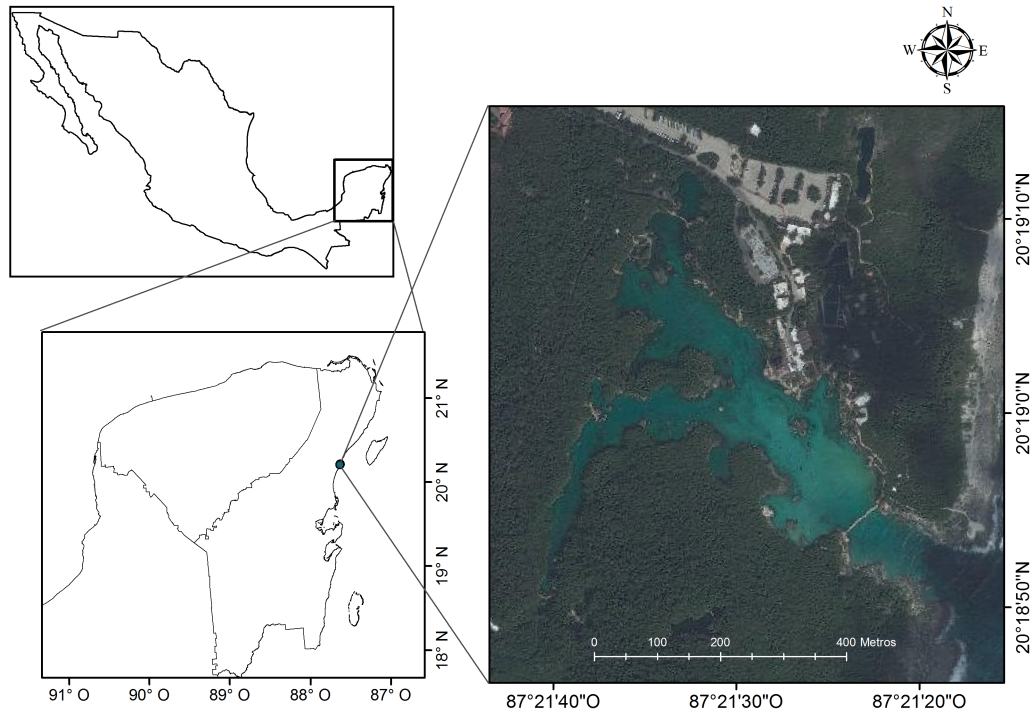 N
W E
S
20°19'10"N
20°19'0"N
20°18'50"N
0 100 200 400 Metros
87°21'40"O 87°21'30"O 87°21'20"O
21° N
20° N
19° N
18° N
91° O 90° O 89° O 88° O 87° O